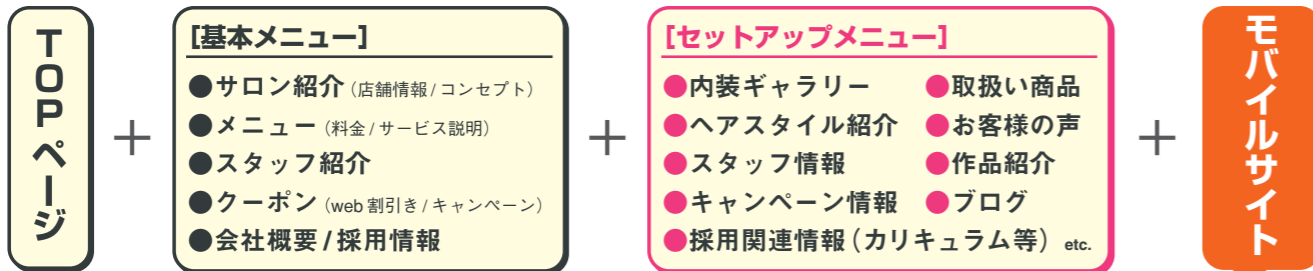 TOPページ
＋
[基本メニュー]
●サロン紹介（店舗情報/コンセプト）
●メニュー（料金/サービス説明）
●スタッフ紹介
●クーポン（web割引き/キャンペーン）
●会社概要/採用情報
＋
[セットアップメニュー]
●内装ギャラリー ●取扱い商品
●ヘアスタイル紹介 ●お客様の声
●スタッフ情報 ●作品紹介
●キャンペーン情報 ●ブログ
●採用関連情報（カリキュラム等） etc.
＋
モバイルサイト